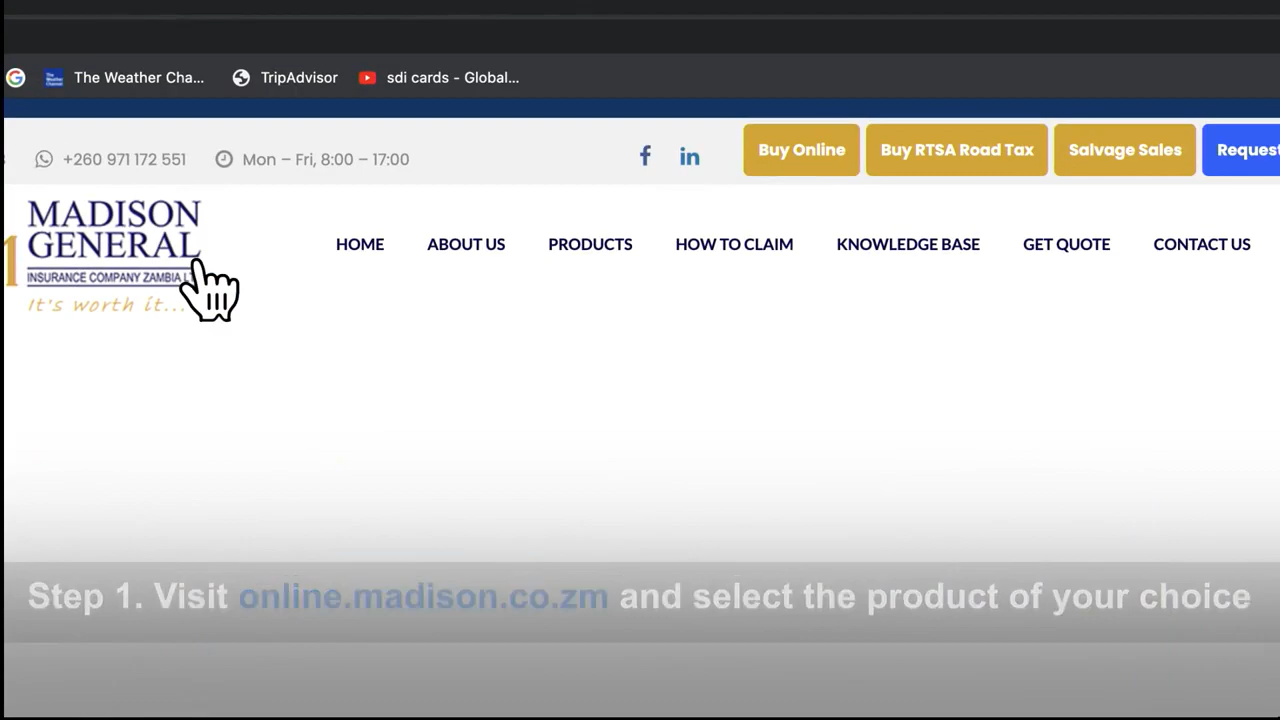 The Weather Cha...
TripAdvisor
sdi cards - Global...
+260 971 172 551
Mon – Fri, 8:00 – 17:00
Buy Online
Buy RTSA Road Tax
Salvage Sales
Request
MADISON
GENERAL
INSURANCE COMPANY ZAMBIA
It's worth it...
HOME
ABOUT US
PRODUCTS
HOW TO CLAIM
KNOWLEDGE BASE
GET QUOTE
CONTACT US
Step 1. Visit online.madison.co.zm and select the product of your choice